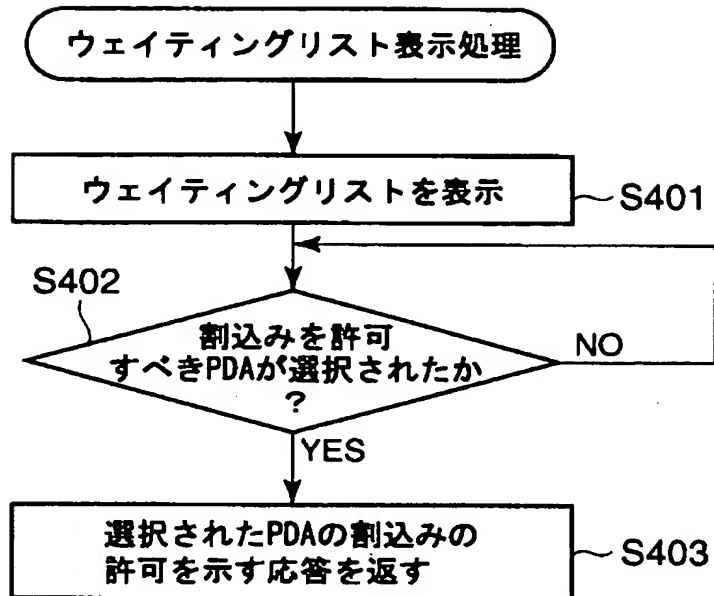 ウェイティングリスト表示処理
ウェイティングリストを表示
S401
S402
割込みを許可
すべきPDAが選択されたか
?
NO
YES
選択されたPDAの割込みの
許可を示す応答を返す
S403